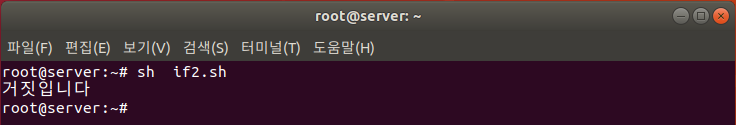 root@server: ~
파일(F) 편집(E) 보기(V) 검색(S) 터미널(T) 도움말(H)
root@server:~# sh  if2.sh
거짓입니다
root@server:~#